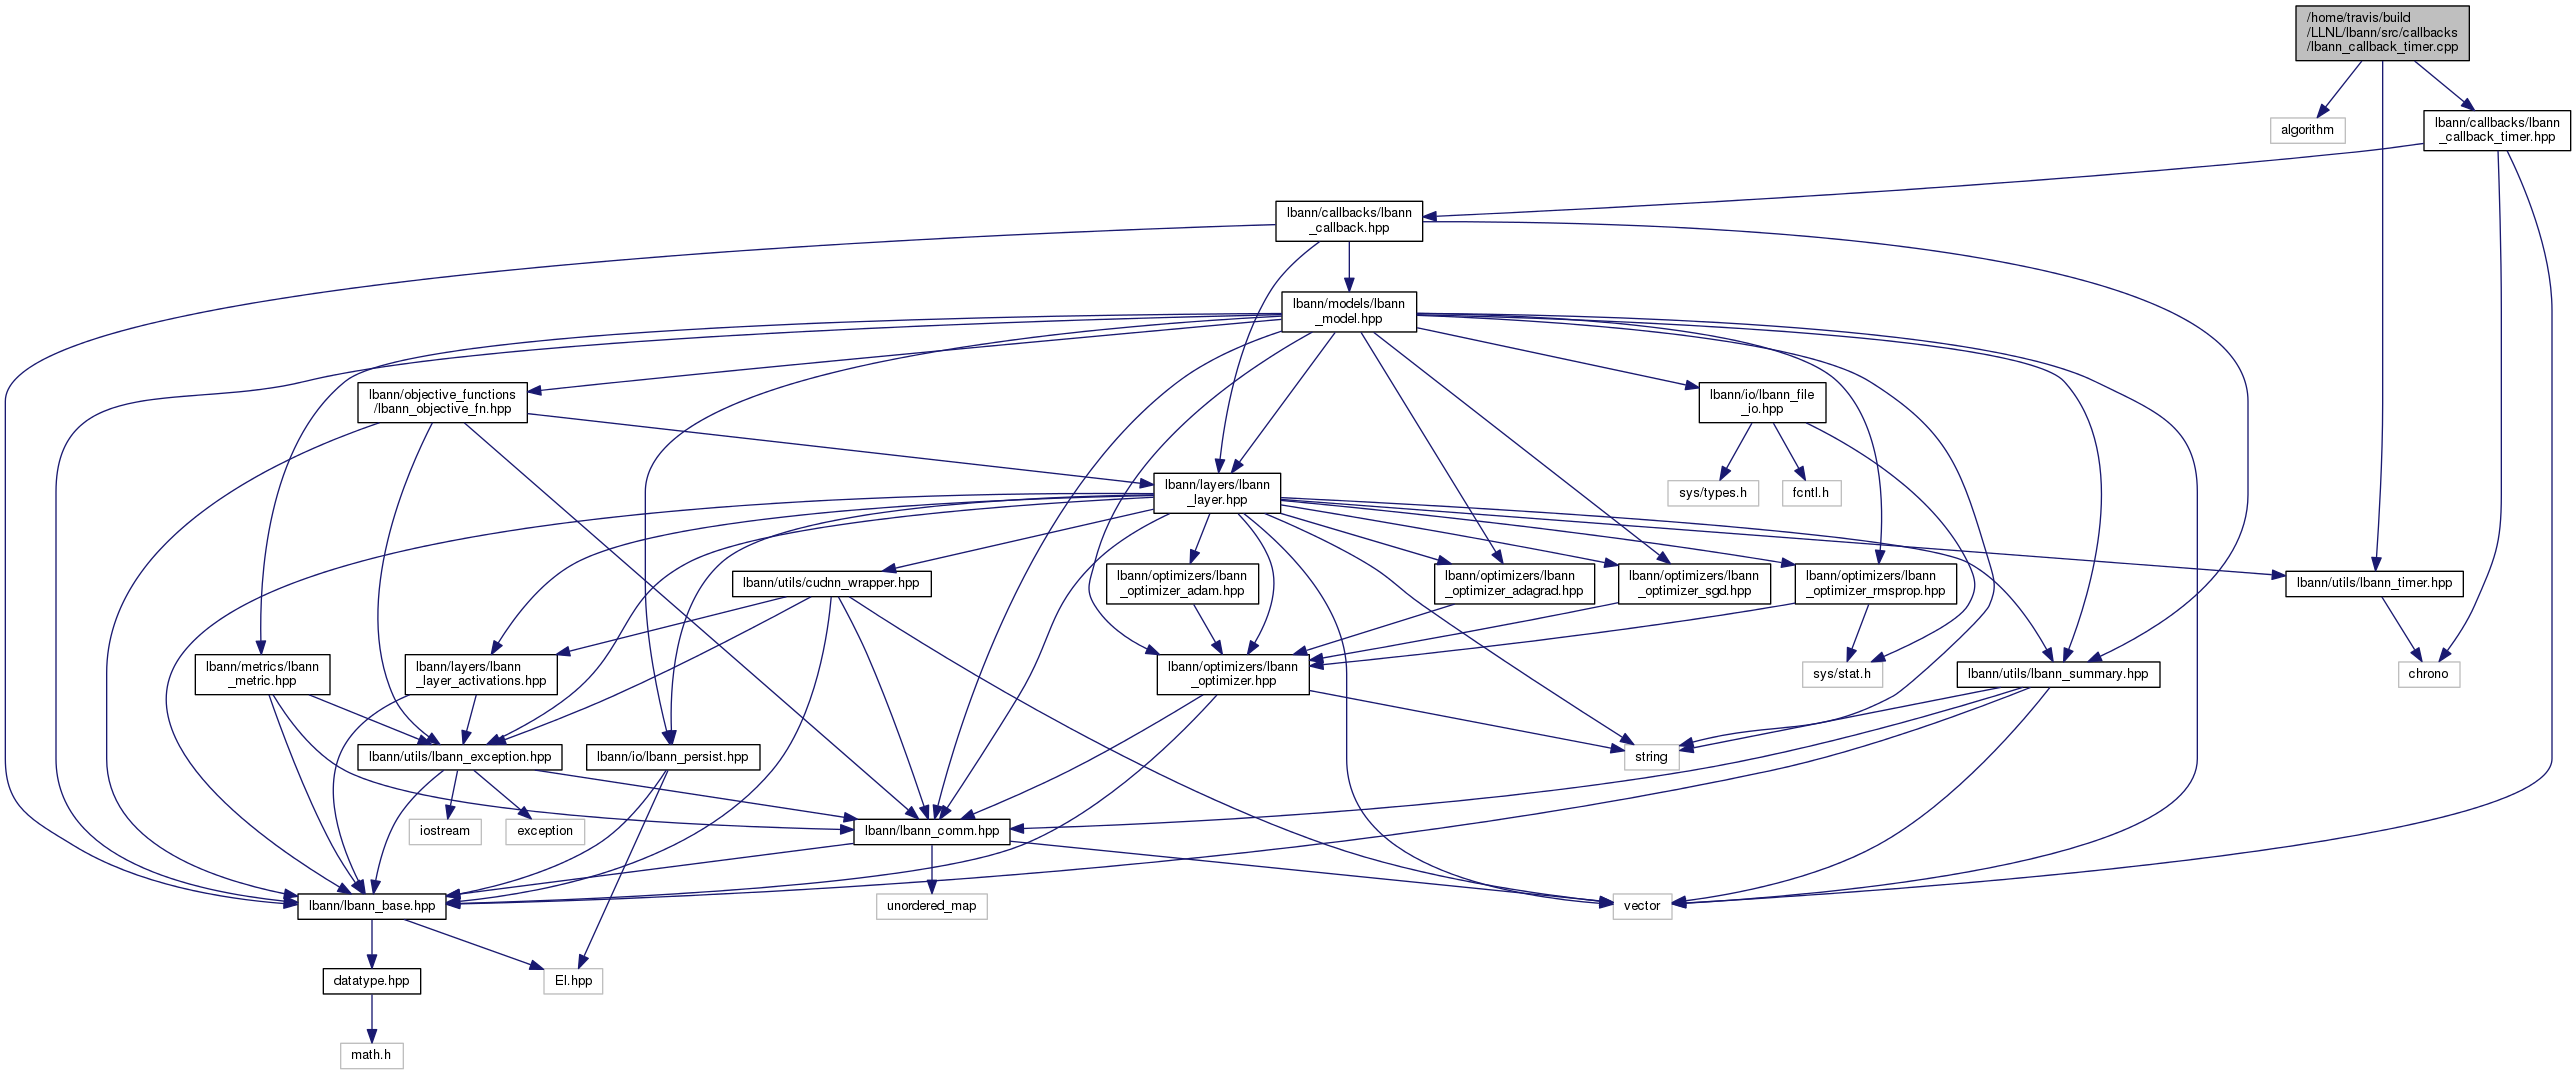 /home/travis/build
/LLNL/lbann/src/callbacks
/lbann_callback_timer.cpp
algorithm
lbann/callbacks/lbann
_callback_timer.hpp
lbann/callbacks/lbann
_callback.hpp
lbann/models/lbann
_model.hpp
lbann/objective_functions
/lbann_objective_fn.hpp
lbann/io/lbann_file
_io.hpp
lbann/layers/lbann
_layer.hpp
sys/types.h
fcntl.h
lbann/utils/cudnn_wrapper.hpp
lbann/optimizers/lbann
_optimizer_adam.hpp
lbann/optimizers/lbann
_optimizer_adagrad.hpp
lbann/optimizers/lbann
_optimizer_sgd.hpp
lbann/optimizers/lbann
_optimizer_rmsprop.hpp
lbann/utils/lbann_timer.hpp
lbann/metrics/lbann
_metric.hpp
lbann/layers/lbann
_layer_activations.hpp
lbann/optimizers/lbann
_optimizer.hpp
sys/stat.h
lbann/utils/lbann_summary.hpp
chrono
lbann/utils/lbann_exception.hpp
lbann/io/lbann_persist.hpp
string
iostream
exception
lbann/lbann_comm.hpp
lbann/lbann_base.hpp
unordered_map
vector
datatype.hpp
El.hpp
math.h